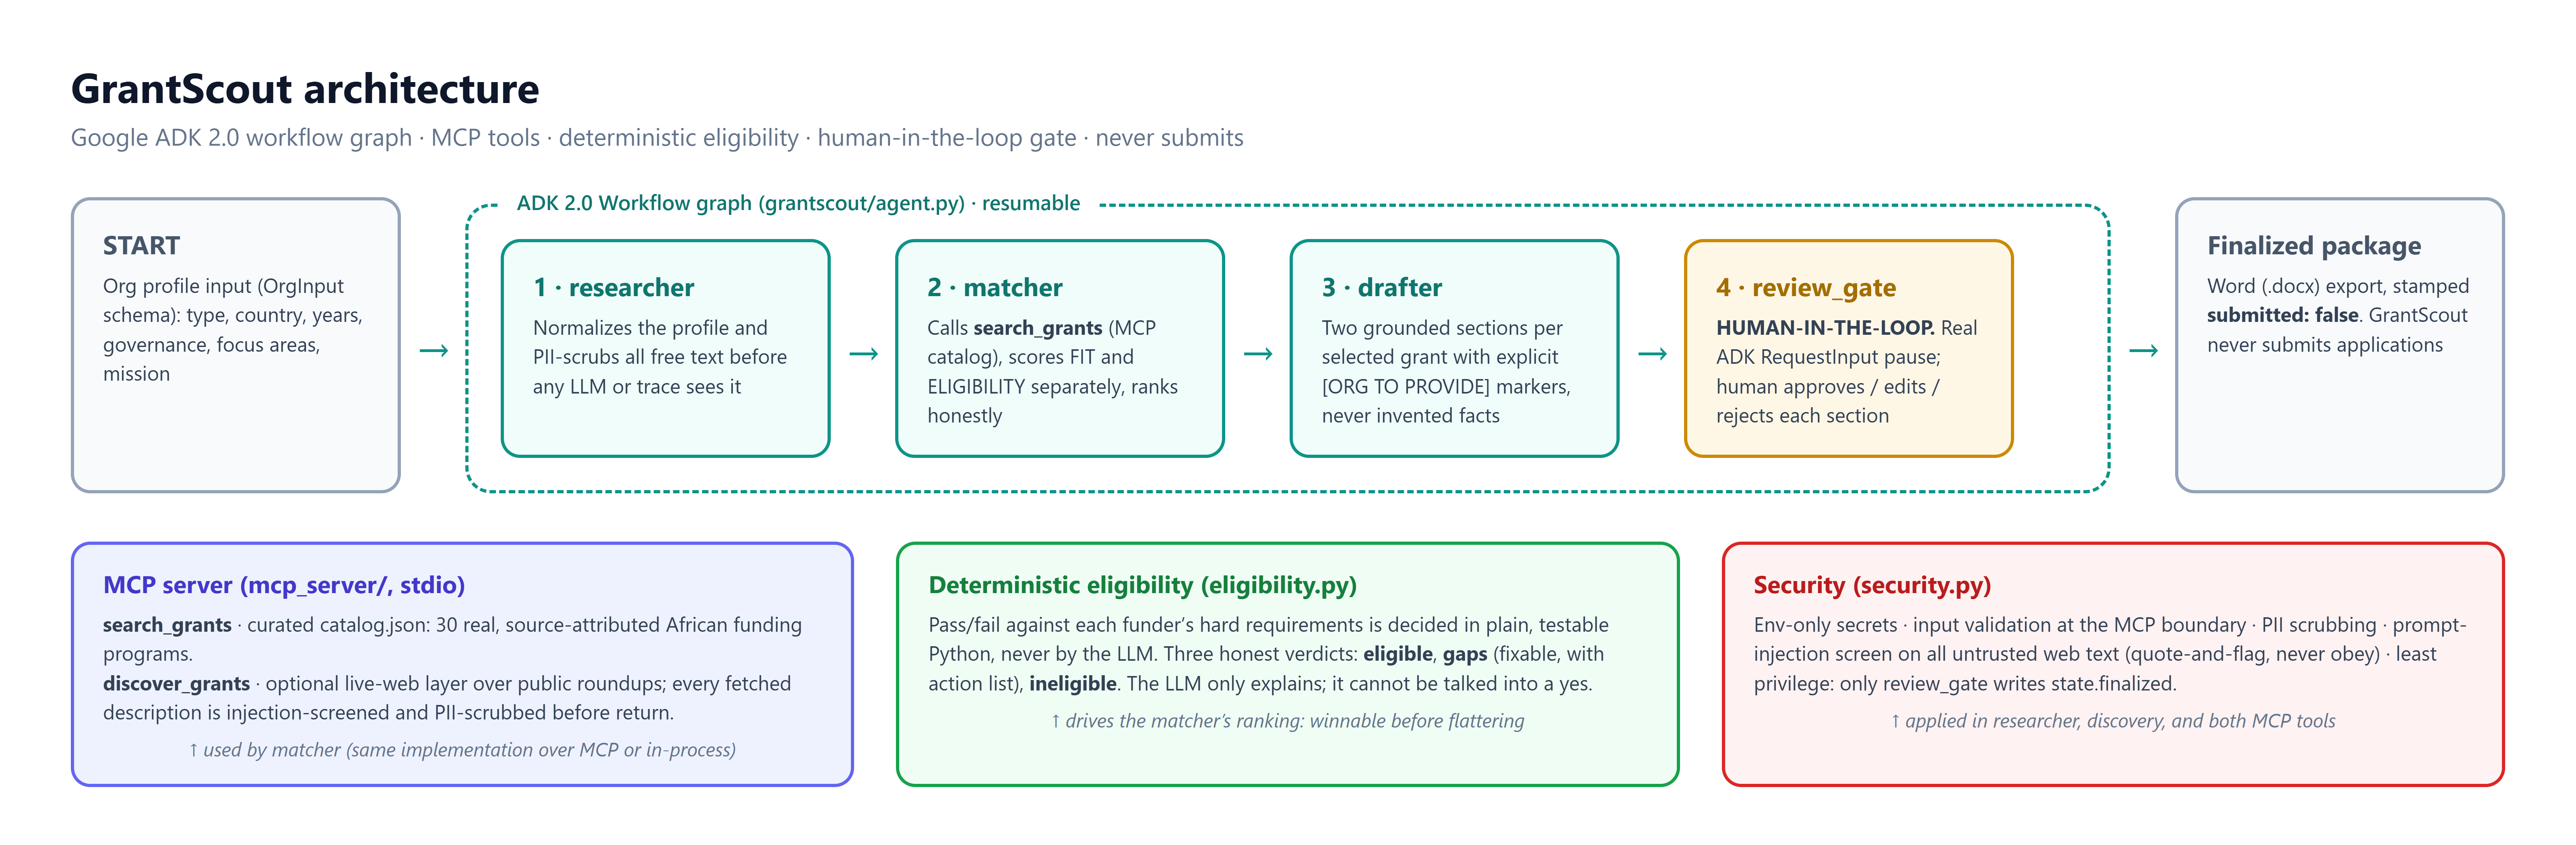 GrantScout architecture
Google ADK 2.0 workflow graph · MCP tools · deterministic eligibility · human-in-the-loop gate · never submits
START
Org profile input (OrgInput
schema): type, country, years,
governance, focus areas,
mission
→
ADK 2.0 Workflow graph (grantscout/agent.py) · resumable
1 · researcher
Normalizes the profile and
PII-scrubs all free text before
any LLM or trace sees it
→
2 · matcher
Calls search_grants (MCP
catalog), scores FIT and
ELIGIBILITY separately, ranks
honestly
→
3 · drafter
Two grounded sections per
selected grant with explicit
[ORG TO PROVIDE] markers,
never invented facts
→
4 · review_gate
HUMAN-IN-THE-LOOP. Real
ADK RequestInput pause;
human approves / edits /
rejects each section
→
Finalized package
Word (.docx) export, stamped
submitted: false. GrantScout
never submits applications
MCP server (mcp_server/, stdio)
search_grants · curated catalog.json: 30 real, source-attributed African funding
programs.
discover_grants · optional live-web layer over public roundups; every fetched
description is injection-screened and PII-scrubbed before return.
↑ used by matcher (same implementation over MCP or in-process)
Deterministic eligibility (eligibility.py)
Pass/fail against each funder’s hard requirements is decided in plain, testable
Python, never by the LLM. Three honest verdicts: eligible, gaps (fixable, with
action list), ineligible. The LLM only explains; it cannot be talked into a yes.
↑ drives the matcher’s ranking: winnable before flattering
Security (security.py)
Env-only secrets · input validation at the MCP boundary · PII scrubbing · prompt-
injection screen on all untrusted web text (quote-and-flag, never obey) · least
privilege: only review_gate writes state.finalized.
↑ applied in researcher, discovery, and both MCP tools